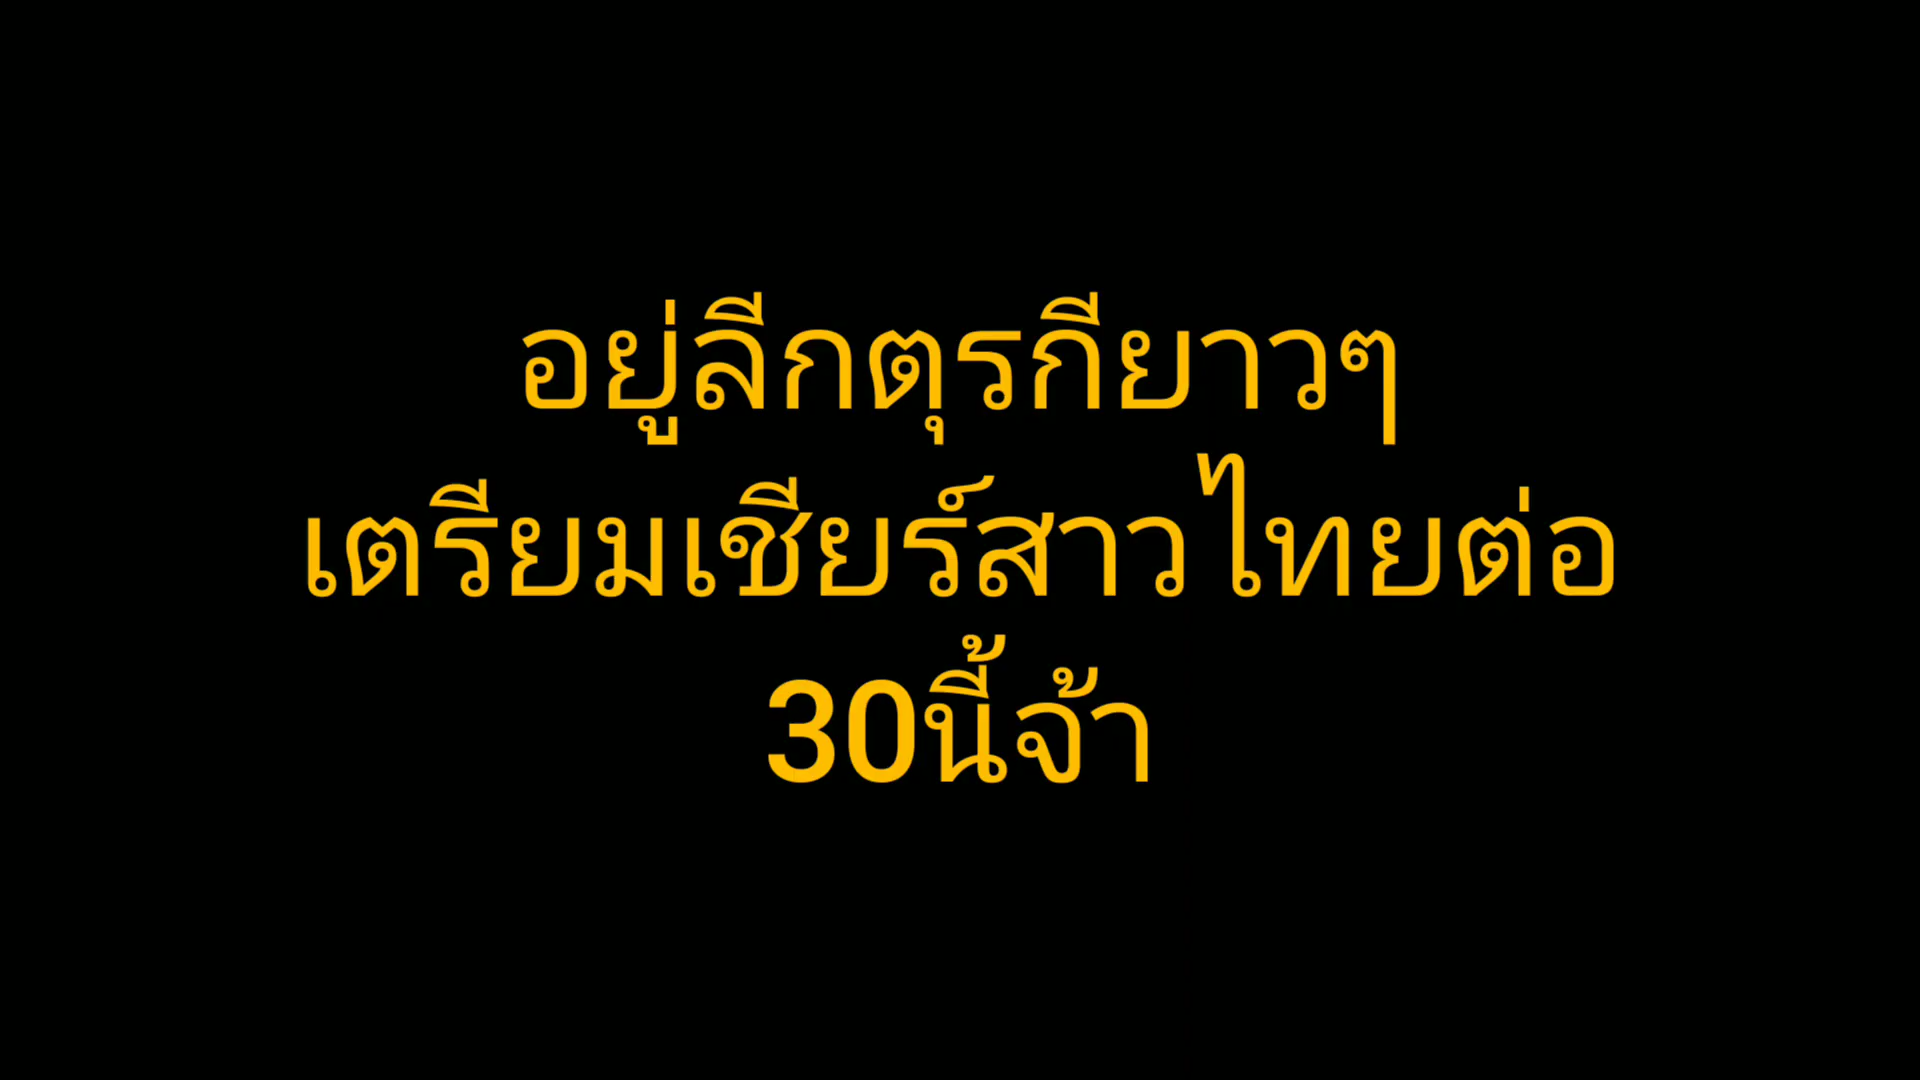 อยู่ลีกตุรกียาวๆ
เตรียมเชียร์สาวไทยต่อ
30นี้จ้า